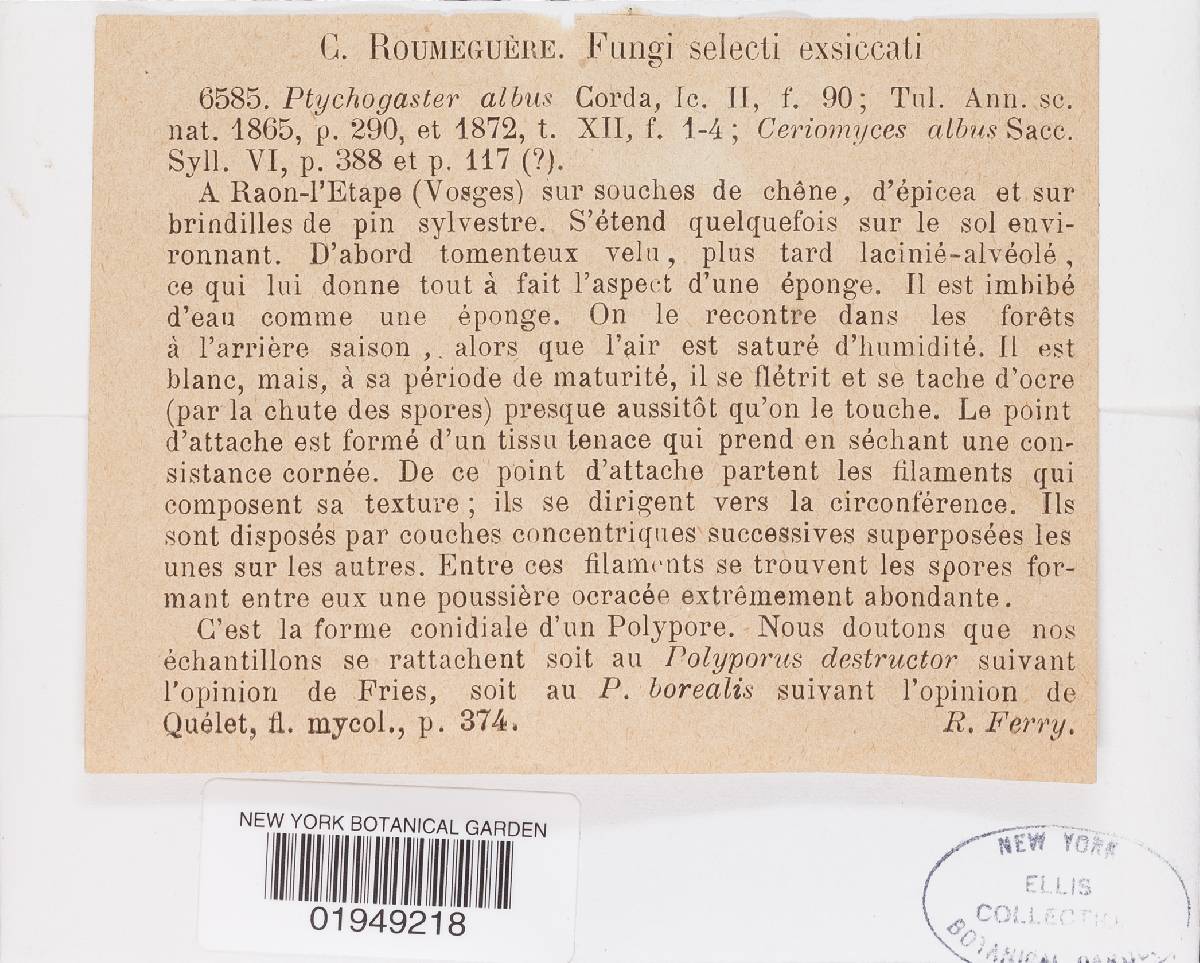 C. ROUMEGUÈRE. Fungi selecti exsiccati
6585. Ptychogaster albus Corda, Ic. II, f. 90; Tul. Ann. sc.
nat. 1865, p. 290, et 1872, t. XII, f. 1-4; Ceriomyces albus Sacc.
Syll. VI, p. 388 et p. 117 (?).
A Raon-l'Etape (Vosges) sur souches de chêne, d'épicea et sur
brindilles de pin sylvestre. S'étend quelquefois sur le sol envi-
ronnant. D'abord tomenteux velu, plus tard lacinié-alvéolé,
ce qui lui donne tout à fait l'aspect d'une éponge. Il est imbibé
d'eau comme une éponge. On le recontre dans les forêts
à l'arrière saison, alors que l'air est saturé d'humidité. Il est
blanc, mais, à sa période de maturité, il se flétrit et se tache d'ocre
(par la chute des spores) presque aussitôt qu'on le touche. Le point
d'attache est formé d'un tissu tenace qui prend en séchant une con-
sistance cornée. De ce point d'attache partent les filaments qui
composent sa texture; ils se dirigent vers la circonférence. Ils
sont disposés par couches concentriques successives superposées les
unes sur les autres. Entre ces filaments se trouvent les spores for-
mant entre eux une poussière ocracée extrêmement abondante.
C'est la forme conidiale d'un Polypore. Nous doutons que nos
échantillons se rattachent soit au Polyporus destructor suivant
l'opinion de Fries, soit au P. borealis suivant l'opinion de
Quélet, fl. mycol., p. 374. R. Ferry.
NEW YORK BOTANICAL GARDEN
01949218
NEW YORK
ELLIS
COLLECTIO
BOTANICAL